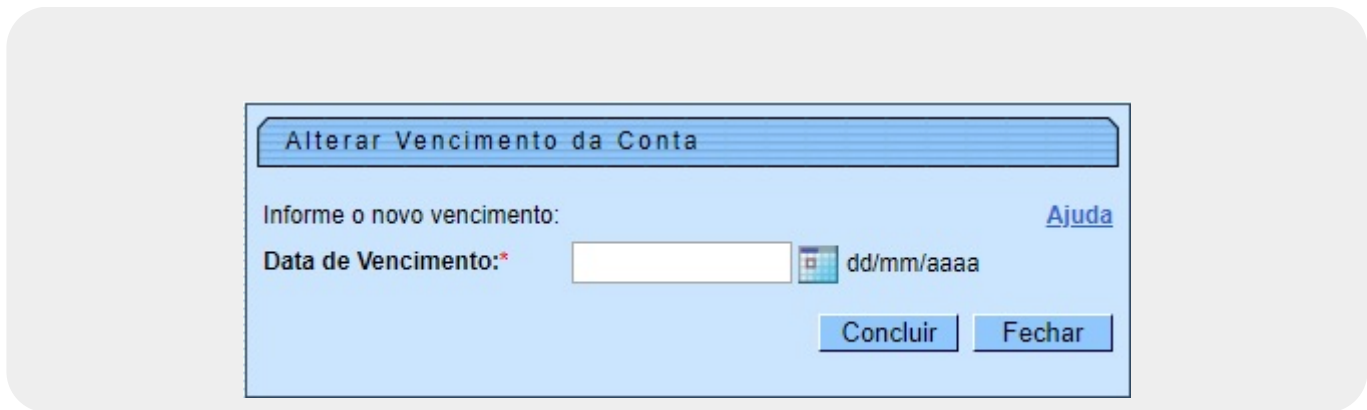 Alterar Vencimento da Conta
Informe o novo vencimento: Ajuda
Data de Vencimento:* dd/mm/aaaa
Concluir Fechar